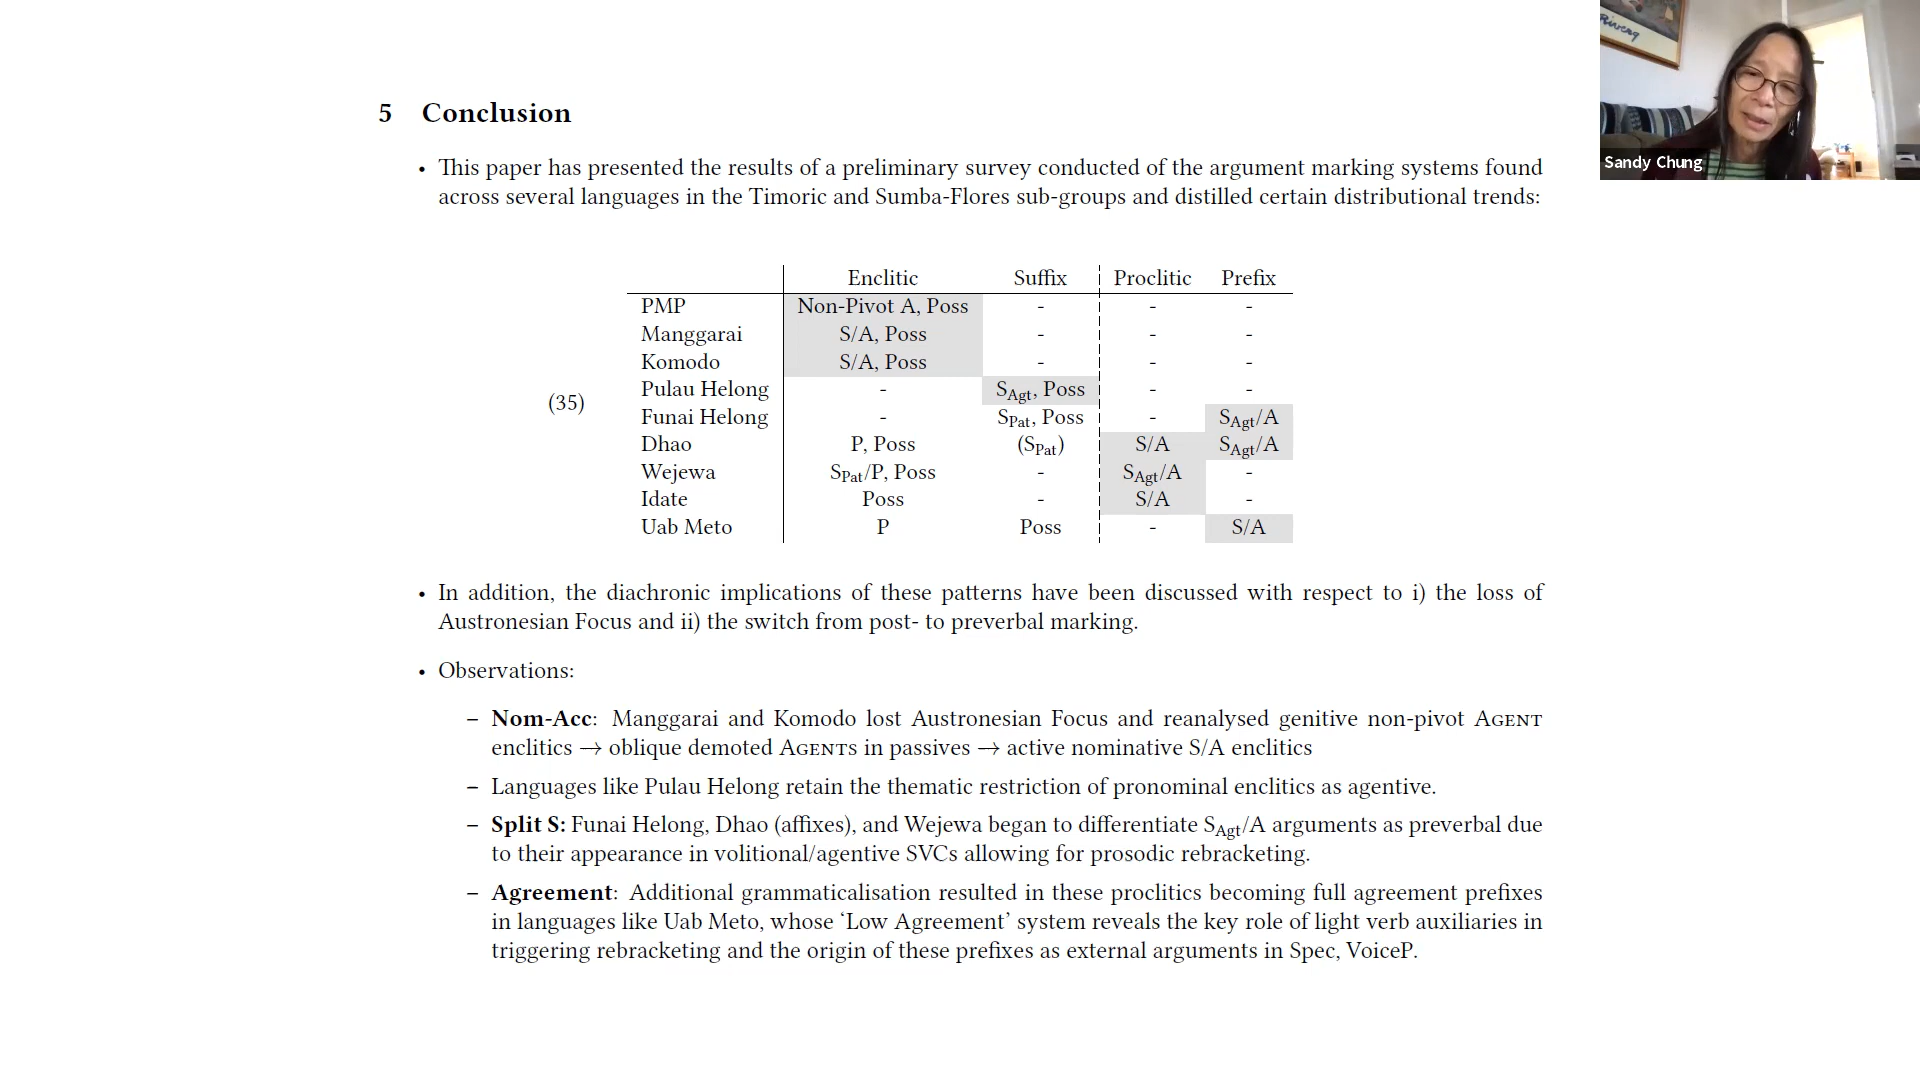 5 Conclusion
• This paper has presented the results of a preliminary survey conducted of the argument marking systems found
across several languages in the Timoric and Sumba-Flores sub-groups and distilled certain distributional trends:
Enclitic Suffix Proclitic Prefix
PMP Non-Pivot A, Poss - - -
Manggarai S/A, Poss - - -
Komodo S/A, Poss - - -
Pulau Helong - SAgt, Poss - -
(35)
Funai Helong - SPat, Poss - SAgt/A
Dhao P, Poss (SPat) S/A SAgt/A
Wejewa SPat/P, Poss - SAgt/A -
Idate Poss - S/A -
Uab Meto P Poss - S/A
• In addition, the diachronic implications of these patterns have been discussed with respect to i) the loss of
Austronesian Focus and ii) the switch from post- to preverbal marking.
• Observations:
– Nom-Acc: Manggarai and Komodo lost Austronesian Focus and reanalysed genitive non-pivot AGENT
enclitics → oblique demoted AGENTS in passives → active nominative S/A enclitics
– Languages like Pulau Helong retain the thematic restriction of pronominal enclitics as agentive.
– Split S: Funai Helong, Dhao (affixes), and Wejewa began to differentiate SAgt/A arguments as preverbal due
to their appearance in volitional/agentive SVCs allowing for prosodic rebracketing.
– Agreement: Additional grammaticalisation resulted in these proclitics becoming full agreement prefixes
in languages like Uab Meto, whose ‘Low Agreement’ system reveals the key role of light verb auxiliaries in
triggering rebracketing and the origin of these prefixes as external arguments in Spec, VoiceP.
Sandy Chung